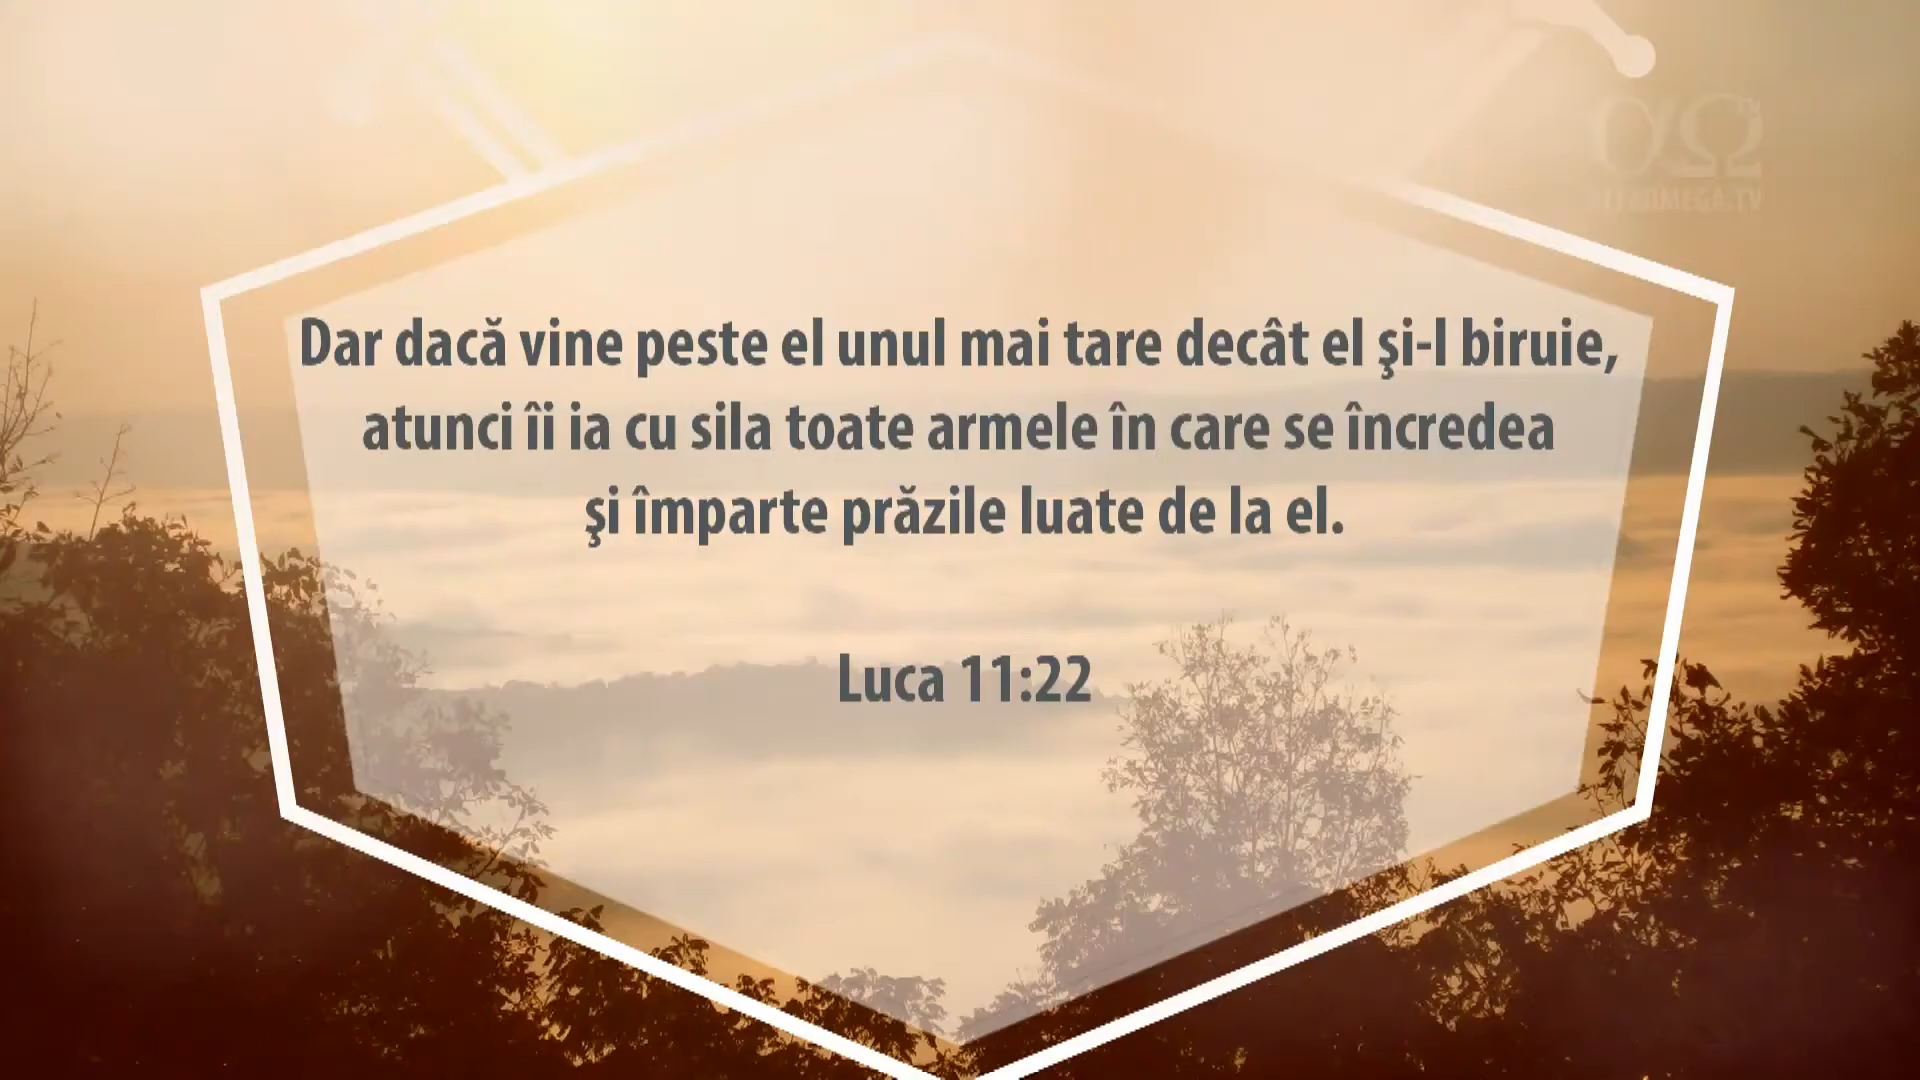 Dar dacă vine peste el unul mai tare decât el şi-l biruie,
atunci îi ia cu sila toate armele în care se încredea
şi împarte prăzile luate de la el.
Luca 11:22